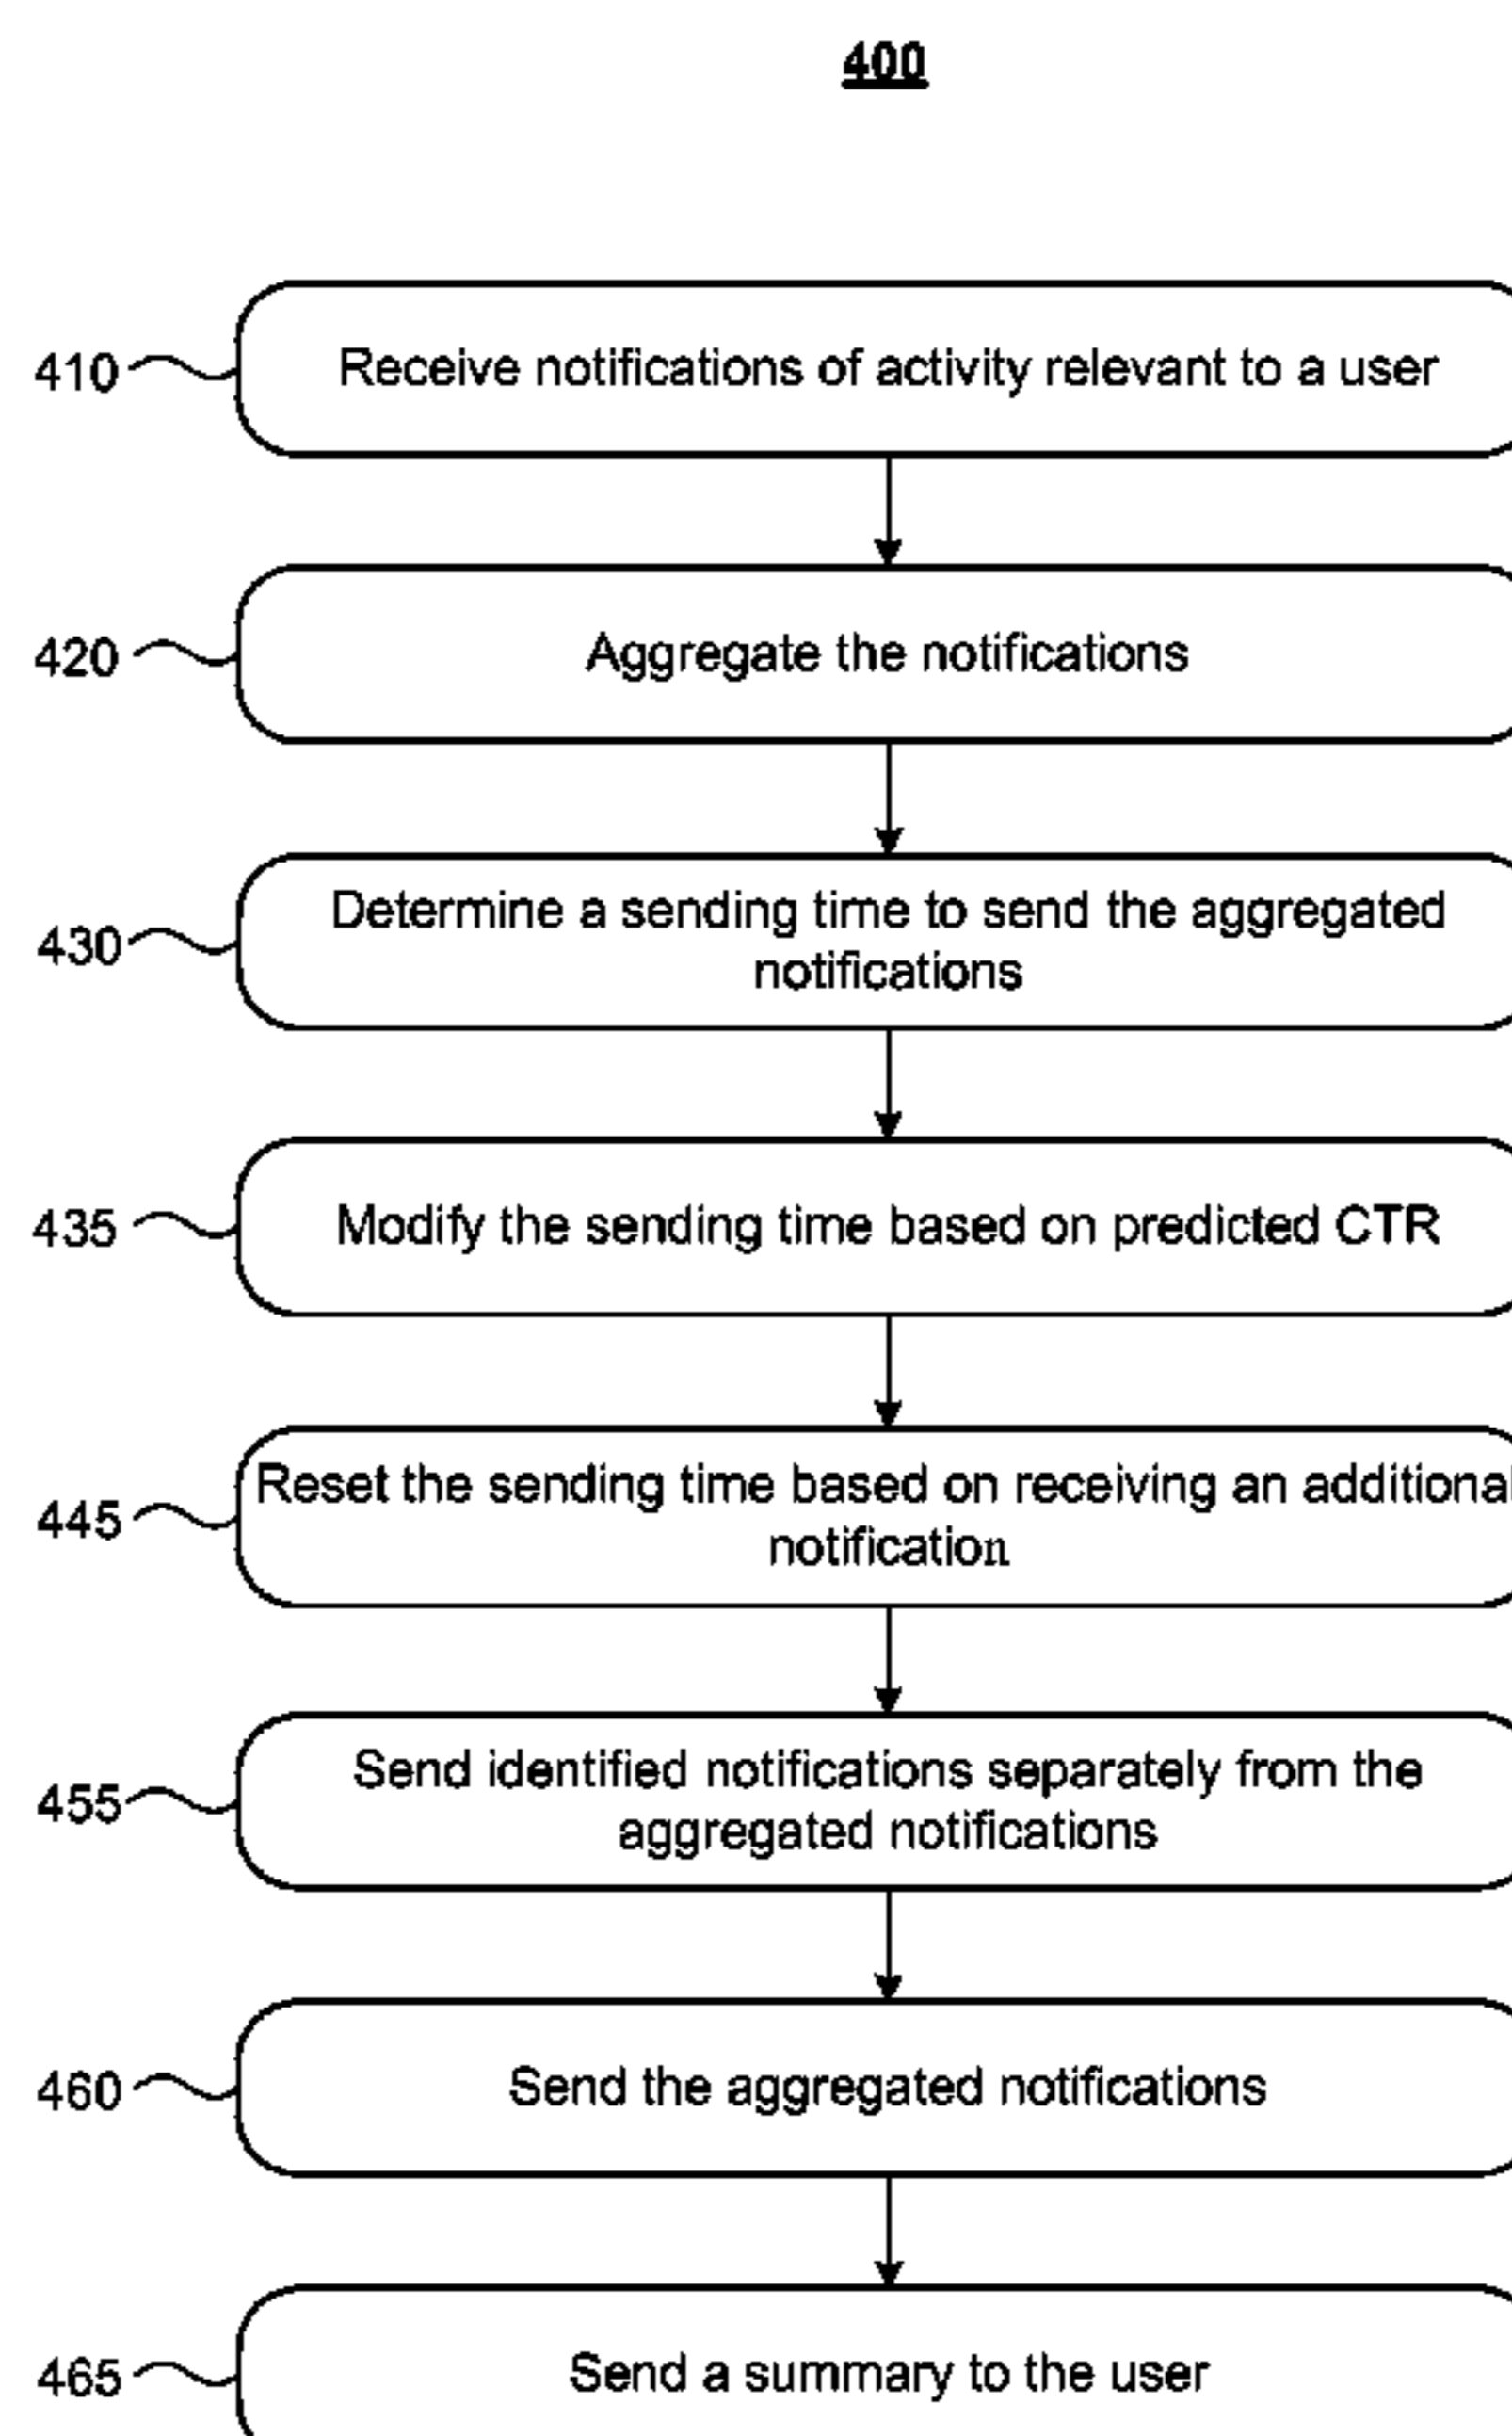 400
410
Receive notifications of activity relevant to a user
420
Aggregate the notifications
430
Determine a sending time to send the aggregated
notifications
435
Modify the sending time based on predicted CTR
445
Reset the sending time based on receiving an additional
notification
455
Send identified notifications separately from the
aggregated notifications
460
Send the aggregated notifications
465
Send a summary to the user